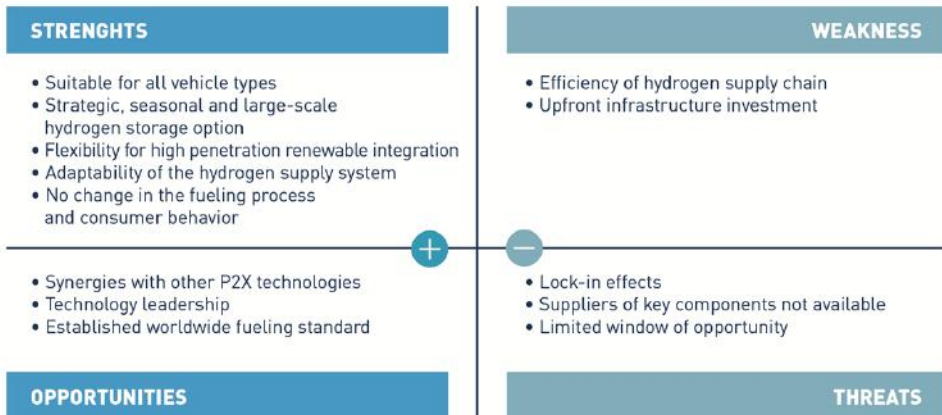 STRENGHTS
• Suitable for all vehicle types
• Strategic, seasonal and large-scale
hydrogen storage option
• Flexibility for high penetration renewable integration
• Adaptability of the hydrogen supply system
• No change in the fueling process
and consumer behavior
WEAKNESS
• Efficiency of hydrogen supply chain
• Upfront infrastructure investment
+
−
• Synergies with other P2X technologies
• Technology leadership
• Established worldwide fueling standard
OPPORTUNITIES
• Lock-in effects
• Suppliers of key components not available
• Limited window of opportunity
THREATS